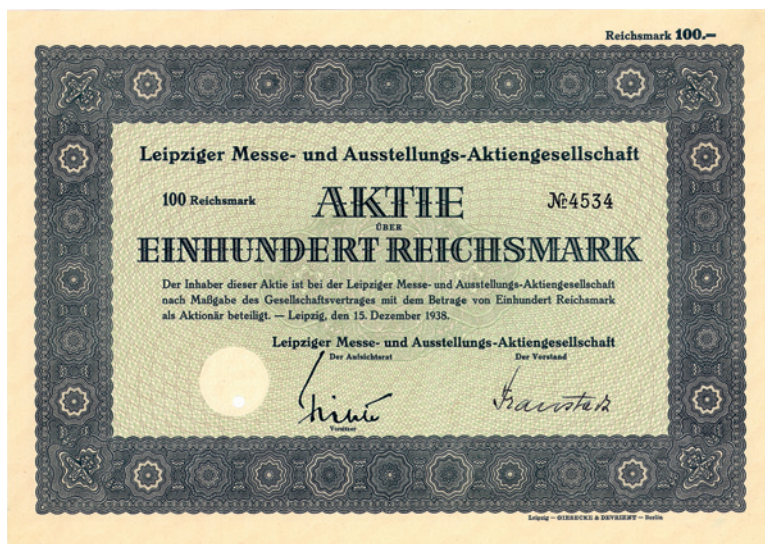 Reichsmark 100.—
Leipziger Messe- und Ausstellungs-Aktiengesellschaft
100 Reichsmark
AKTIE
№4534
ÜBER
EINHUNDERT REICHSMARK
Der Inhaber dieser Aktie ist bei der Leipziger Messe- und Ausstellungs-Aktiengesellschaft
nach Maßgabe des Gesellschaftsvertrages mit dem Betrage von Einhundert Reichsmark
als Aktionär beteiligt. — Leipzig, den 15. Dezember 1938.
Leipziger Messe- und Ausstellungs-Aktiengesellschaft
Der Aufsichtsrat Der Vorstand
Vorsitzer
Leipzig — GIESECKE & DEVRIENT — Berlin